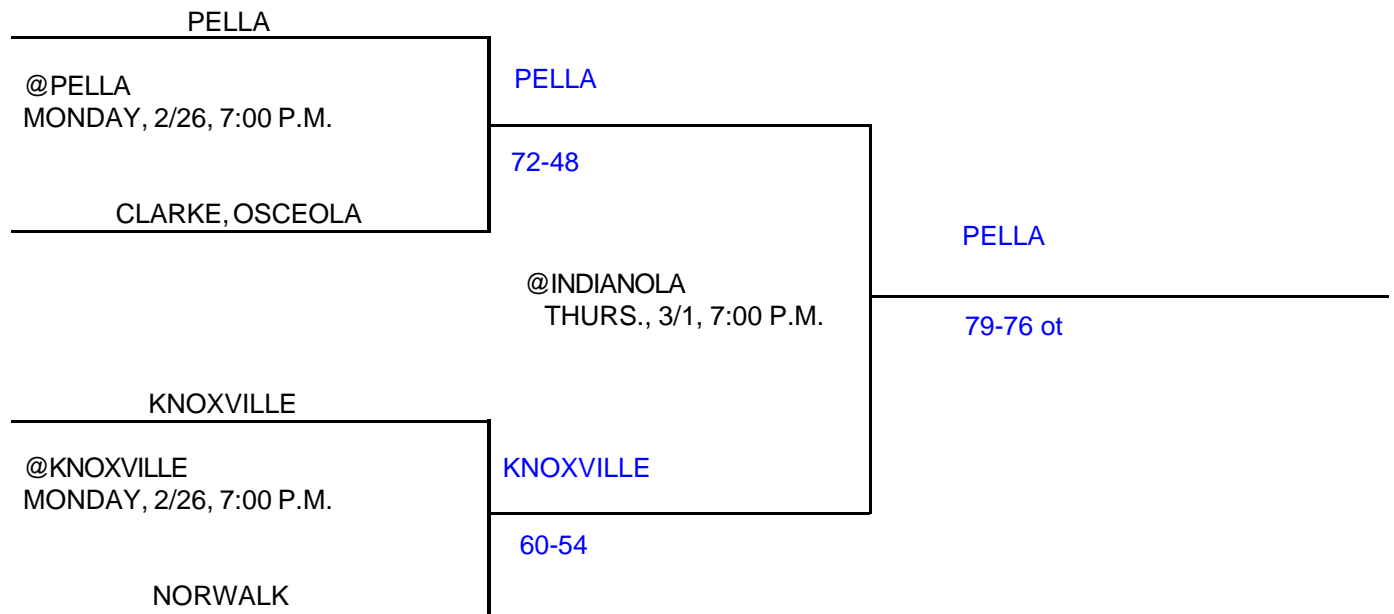 PELLA
@PELLA
MONDAY, 2/26, 7:00 P.M.
PELLA
72-48
CLARKE, OSCEOLA
PELLA
@INDIANOLA
THURS., 3/1, 7:00 P.M.
79-76 ot
KNOXVILLE
@KNOXVILLE
MONDAY, 2/26, 7:00 P.M.
KNOXVILLE
60-54
NORWALK